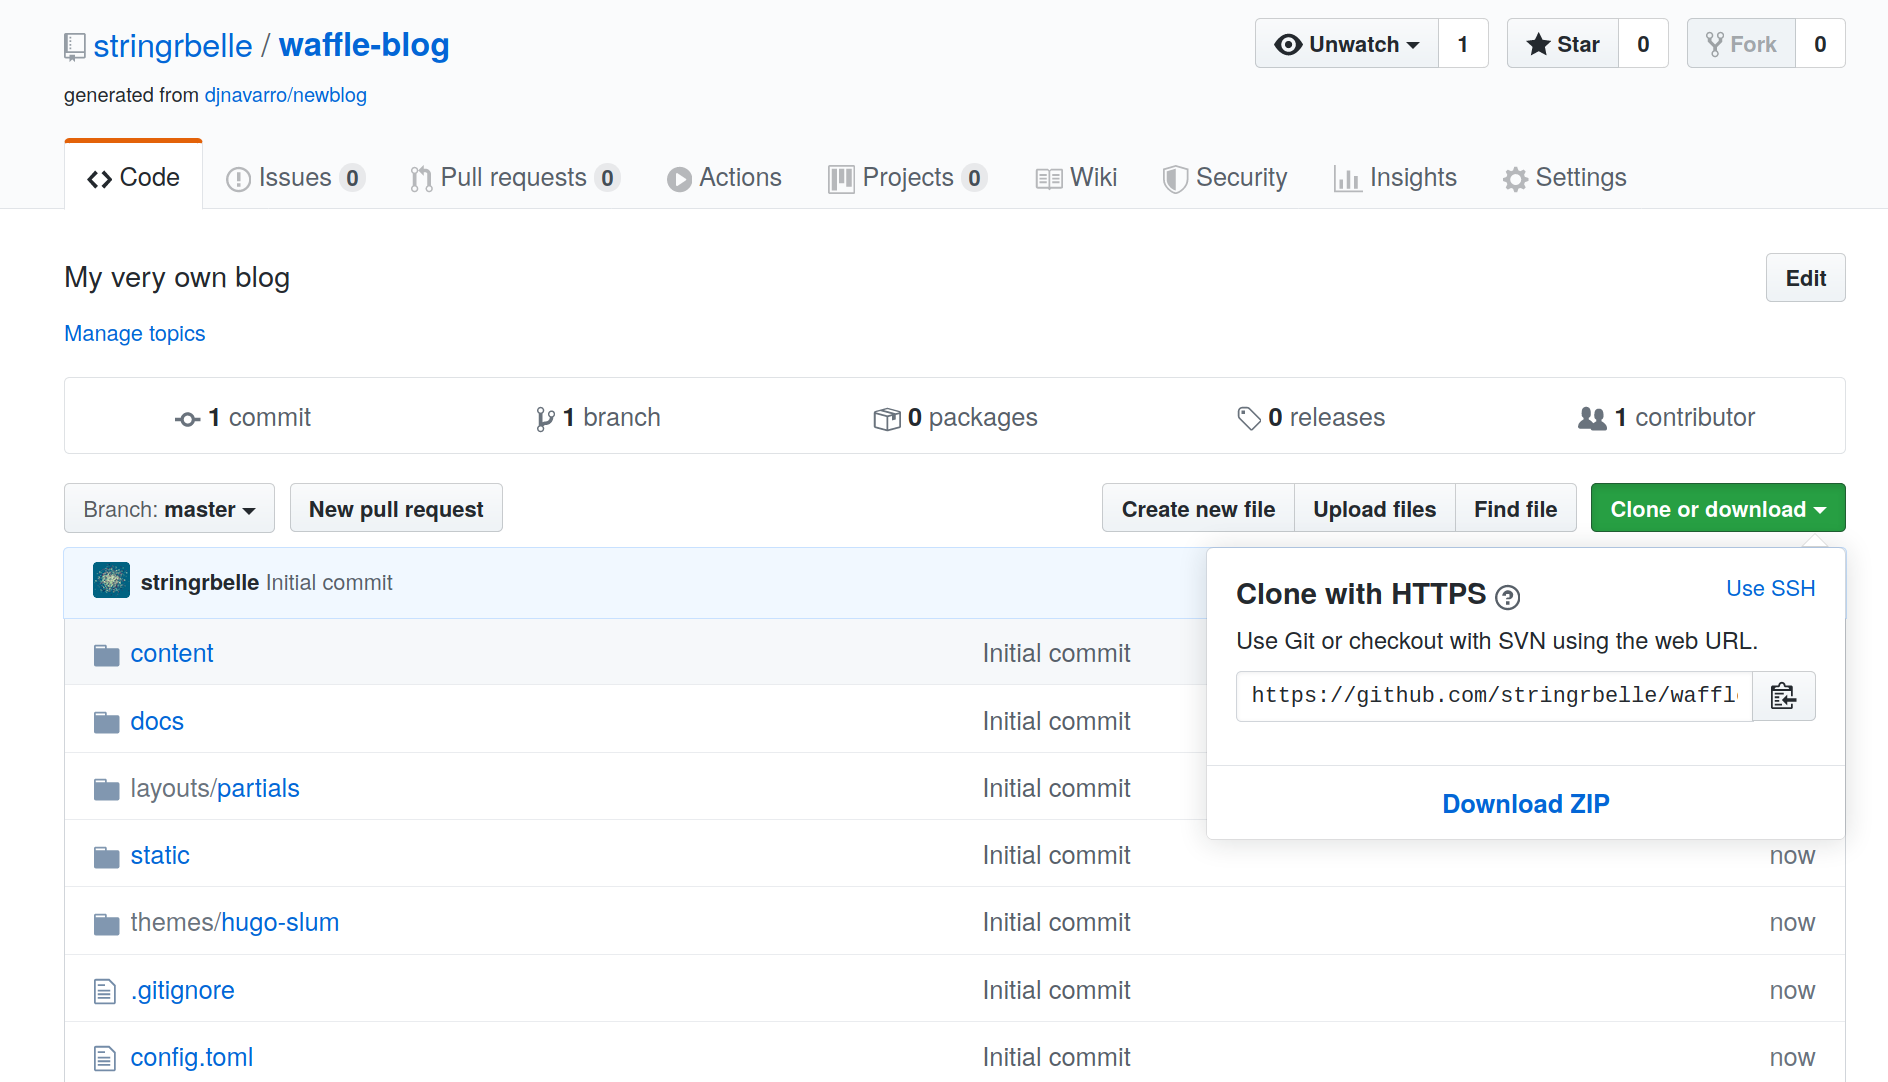 stringrbelle / waffle-blog
Unwatch 1 Star 0 Fork 0
generated from djnavarro/newblog
Code Issues 0 Pull requests 0 Actions Projects 0 Wiki Security Insights Settings
My very own blog
Edit
Manage topics
1 commit 1 branch 0 packages 0 releases 1 contributor
Branch: master New pull request Create new file Upload files Find file Clone or download
stringrbelle Initial commit
Clone with HTTPS ? Use SSH
Use Git or checkout with SVN using the web URL.
https://github.com/stringrbelle/waffl
Download ZIP
content Initial commit
docs Initial commit
layouts/partials Initial commit
static Initial commit now
themes/hugo-slum Initial commit now
.gitignore Initial commit now
config.toml Initial commit now